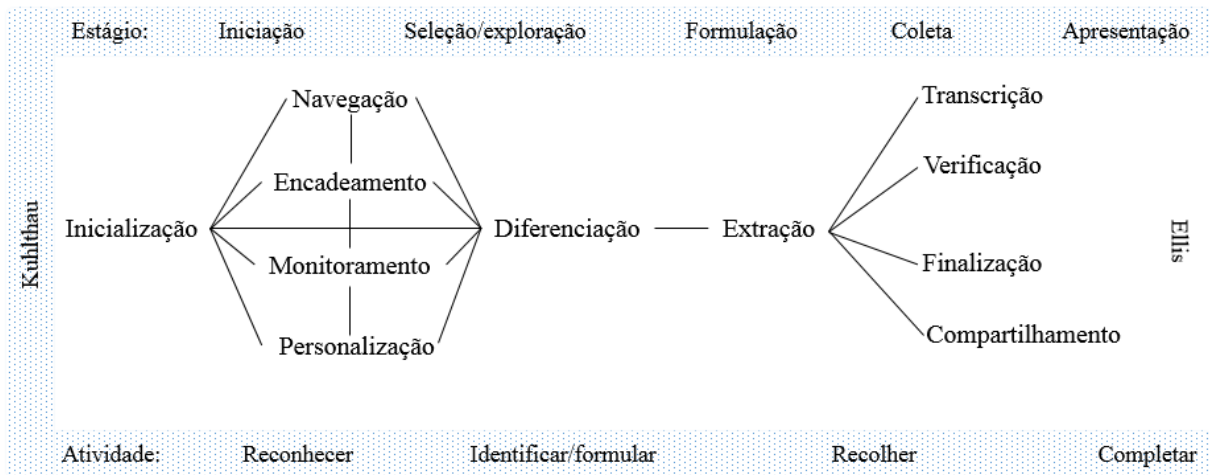 Estágio: Iniciação Seleção/exploração Formulação Coleta Apresentação
Kuhlthau
Navegação
Encadeamento
Inicialização
Monitoramento
Personalização
Diferenciação
Extração
Transcrição
Verificação
Finalização
Compartilhamento
Ellis
Atividade: Reconhecer Identificar/formular Recolher Completar